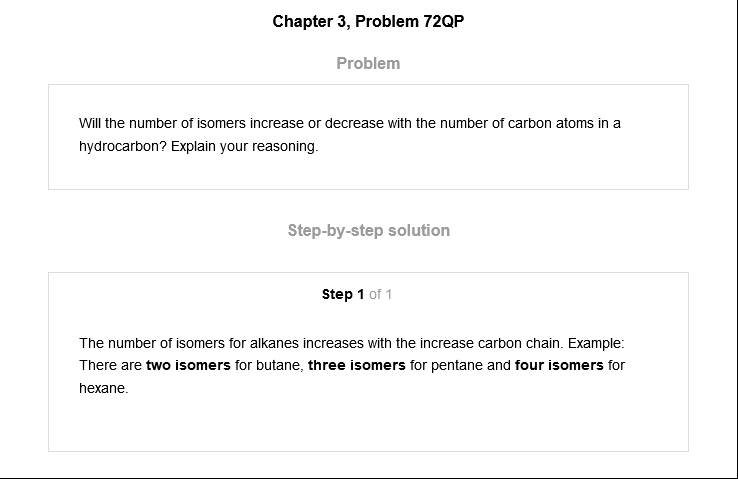 Chapter 3, Problem 72QP
Problem
Will the number of isomers increase or decrease with the number of carbon atoms in a
hydrocarbon? Explain your reasoning.
Step-by-step solution
Step 1 of 1
The number of isomers for alkanes increases with the increase carbon chain. Example:
There are two isomers for butane, three isomers for pentane and four isomers for
hexane.